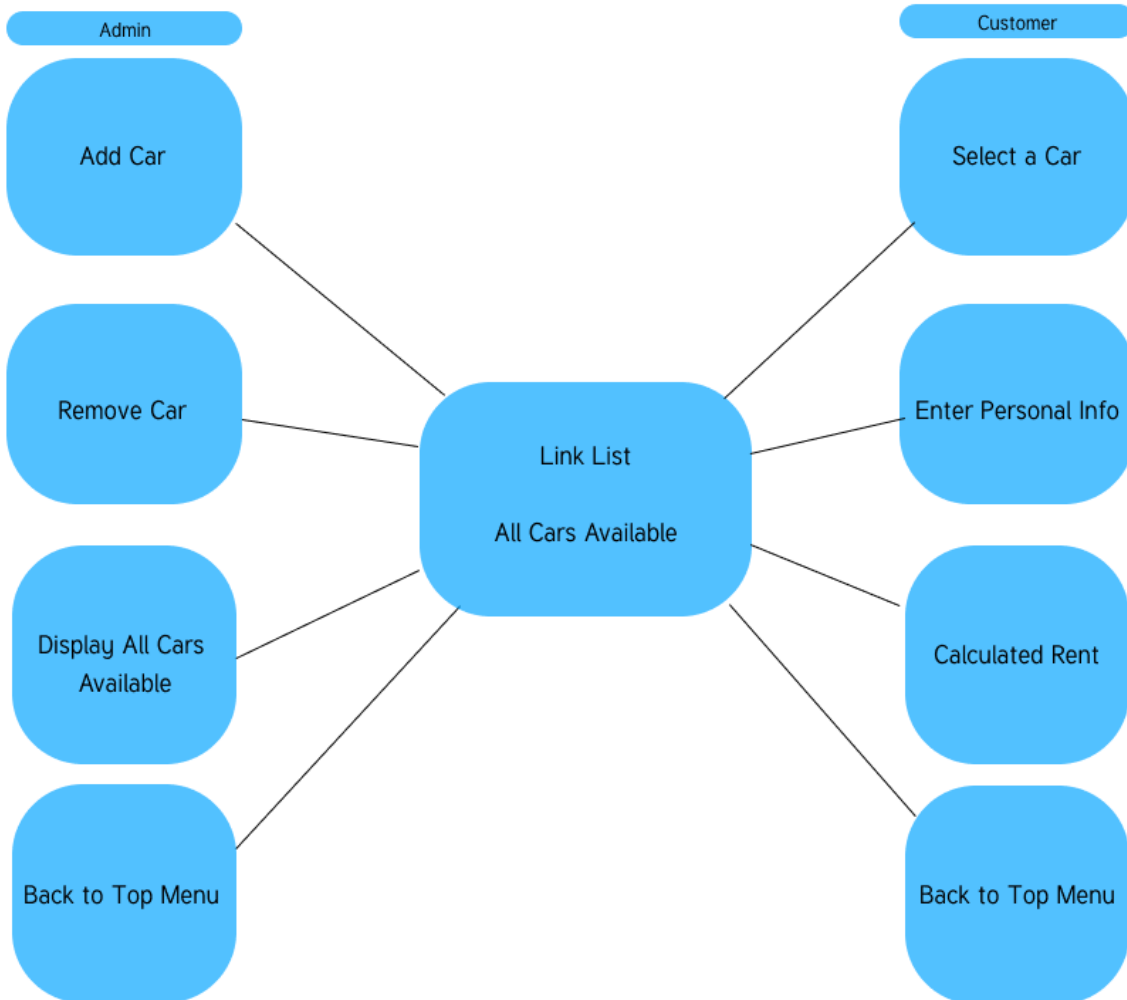 Admin
Customer
Add Car
Select a Car
Remove Car
Enter Personal Info
Link List
All Cars Available
Display All Cars
Available
Calculated Rent
Back to Top Menu
Back to Top Menu